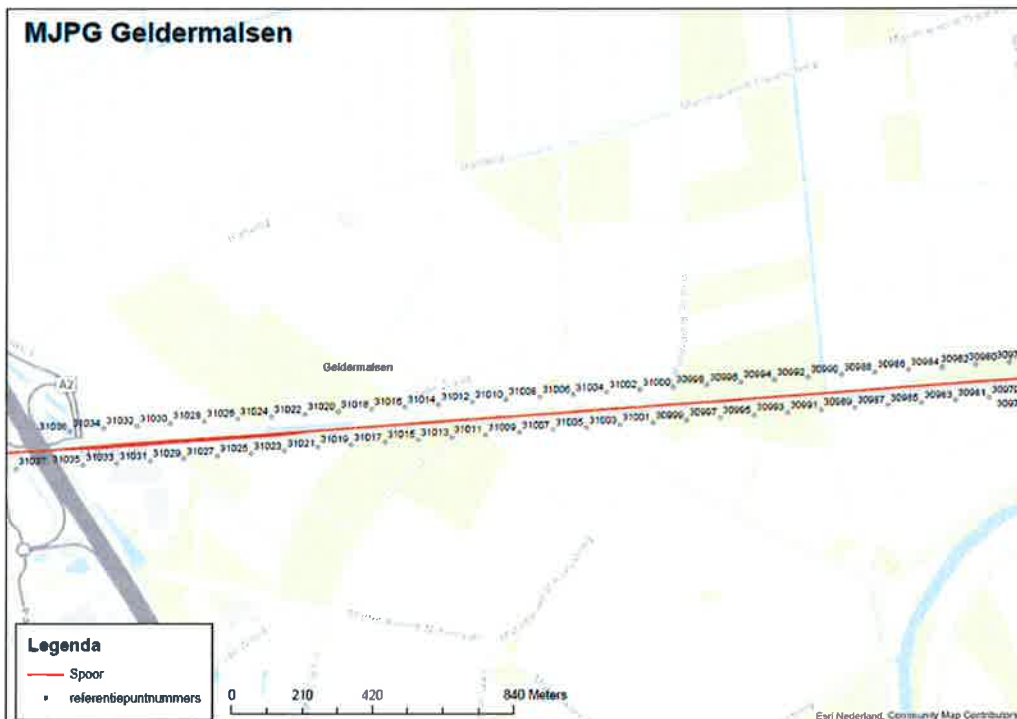 MJPG Geldermalsen
A2
Geldermalsen
31036 31034 31032 31030 31028 31026 31024 31022 31020 31018 31016 31014 31012 31010 31008 31006 31004 31002 31000 30998 30996 30994 30992 30990 30988 30986 30984 30982 30980
31037 31035 31033 31031 31029 31027 31025 31023 31021 31019 31017 31015 31013 31011 31009 31007 31005 31003 31001 30999 30997 30995 30993 30991 30989 30987 30985 30983 30981 30979
Legenda
Spoor
referentiepuntnummers
0 210 420 840 Meters
Esri Nederland, Community Map Contributors